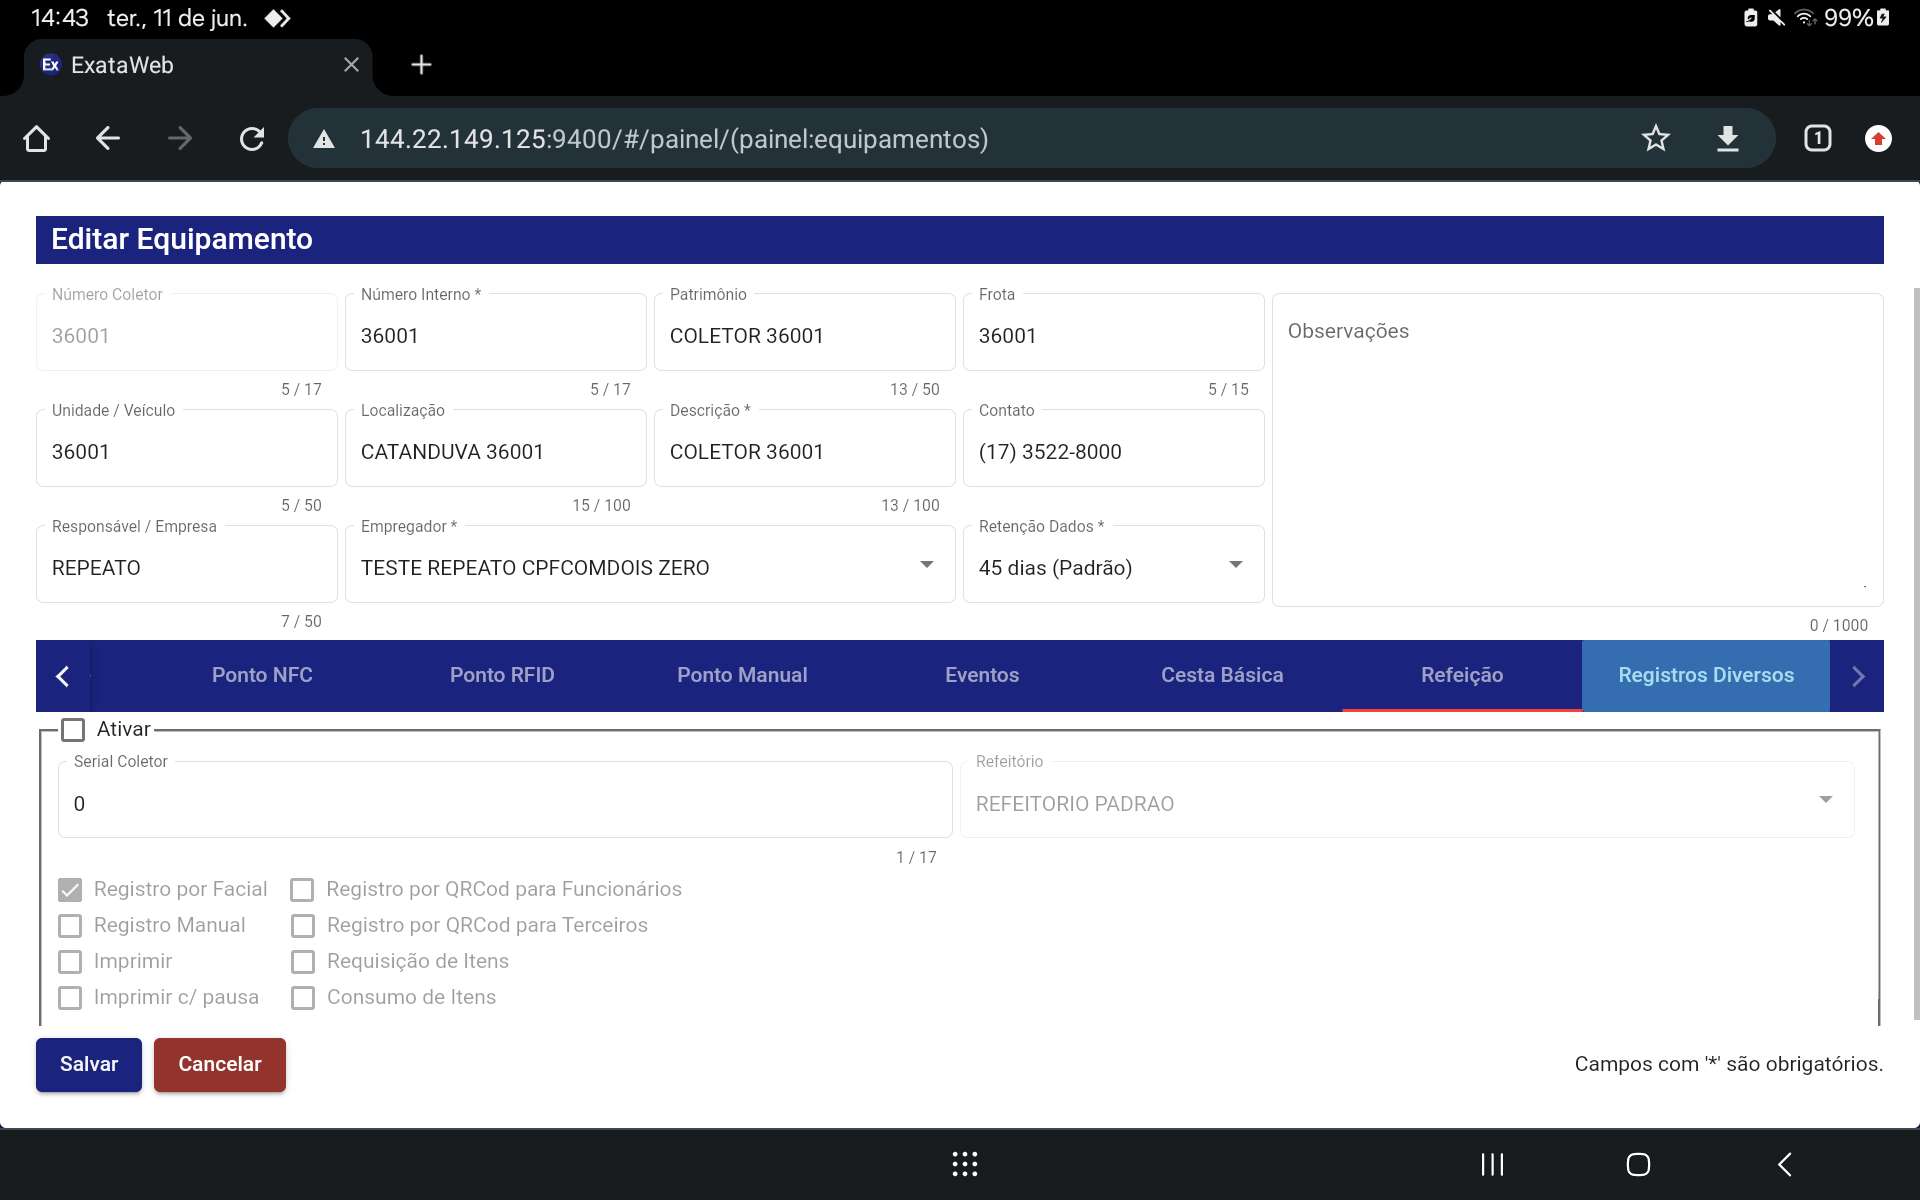 14:43 ter., 11 de jun. 99%
Ex ExataWeb
144.22.149.125:9400/#/painel/(painel:equipamentos) 1
Editar Equipamento
Número Coletor Número Interno * Patrimônio Frota
36001 36001 COLETOR 36001 36001 Observações
5 / 17 5 / 17 13 / 50 5 / 15
Unidade / Veículo Localização Descrição * Contato
36001 CATANDUVA 36001 COLETOR 36001 (17) 3522-8000
5 / 50 15 / 100 13 / 100
Responsável / Empresa Empregador * Retenção Dados *
REPEATO TESTE REPEATO CPFCOMDOIS ZERO 45 dias (Padrão)
7 / 50 0 / 1000
Ponto NFC Ponto RFID Ponto Manual Eventos Cesta Básica Refeição Registros Diversos
Ativar
Serial Coletor Refeitório
0 REFEITORIO PADRAO
1 / 17
Registro por Facial Registro por QRCod para Funcionários
Registro Manual Registro por QRCod para Terceiros
Imprimir Requisição de Itens
Imprimir c/ pausa Consumo de Itens
Salvar Cancelar Campos com '*' são obrigatórios.